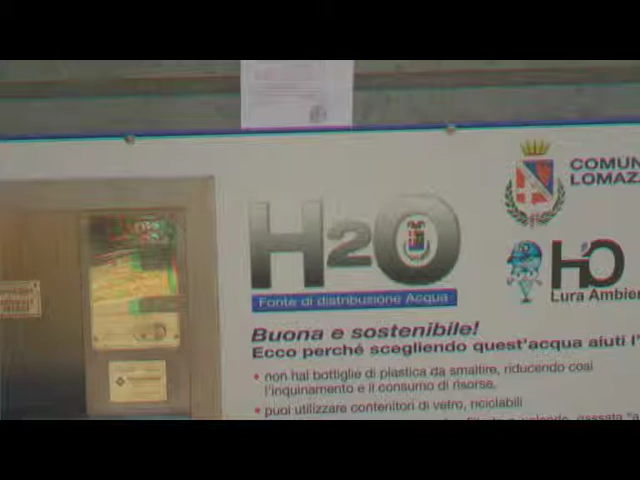 COMUN
LOMAZ
H2O
Fonte di distribuzione Acqua
H2O
Lura Ambien
Buona e sostenibile!
Ecco perché scegliendo quest'acqua aiuti l'
• non hai bottiglie di plastica da smaltire, riducendo così
l'inquinamento e il consumo di risorse.
• puoi utilizzare contenitori di vetro, riciclabili
gassata "a